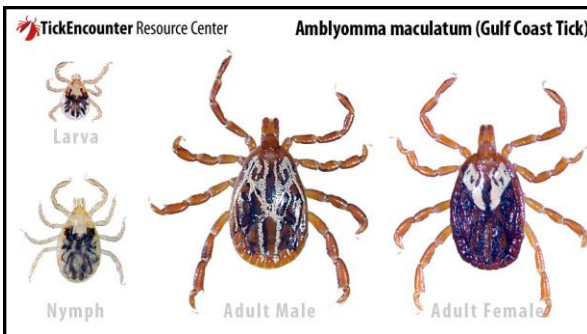 TickEncounter Resource Center
Amblyomma maculatum (Gulf Coast Tick)
Larva
Nymph
Adult Male
Adult Female